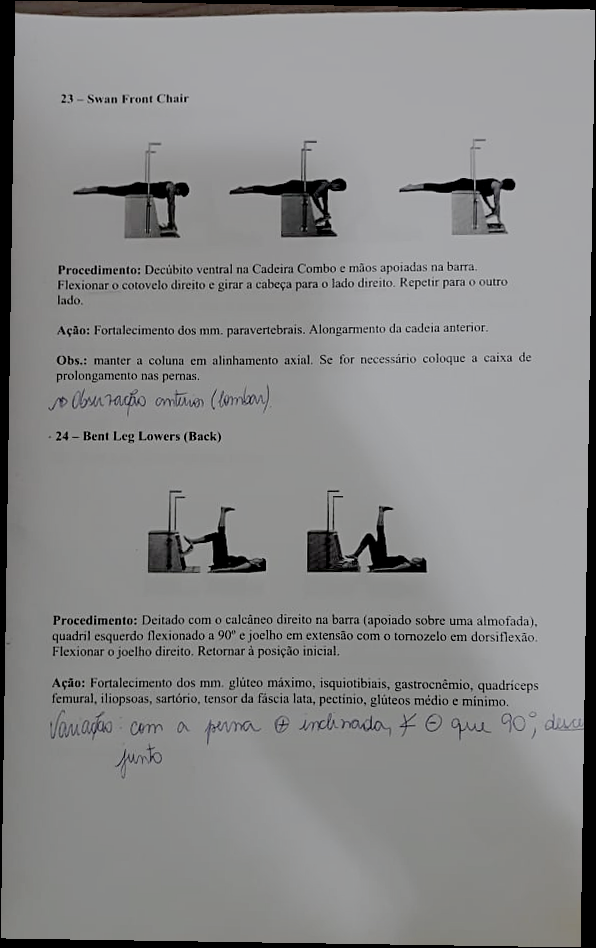 23 – Swan Front Chair
Procedimento: Decúbito ventral na Cadeira Combo e mãos apoiadas na barra.
Flexionar o cotovelo direito e girar a cabeça para o lado direito. Repetir para o outro
lado.
Ação: Fortalecimento dos mm. paravertebrais. Alongarmento da cadeia anterior.
Obs.: manter a coluna em alinhamento axial. Se for necessário coloque a caixa de
prolongamento nas pernas.
Observação anterior (lombar).
- 24 – Bent Leg Lowers (Back)
Procedimento: Deitado com o calcâneo direito na barra (apoiado sobre uma almofada),
quadril esquerdo flexionado a 90º e joelho em extensão com o tornozelo em dorsiflexão.
Flexionar o joelho direito. Retornar à posição inicial.
Ação: Fortalecimento dos mm. glúteo máximo, isquiotibiais, gastrocnêmio, quadríceps
femural, iliopsoas, sartório, tensor da fáscia lata, pectínio, glúteos médio e mínimo.
Variação: com a perna ⊕ inclinada, ⊖ que 90º,
junto